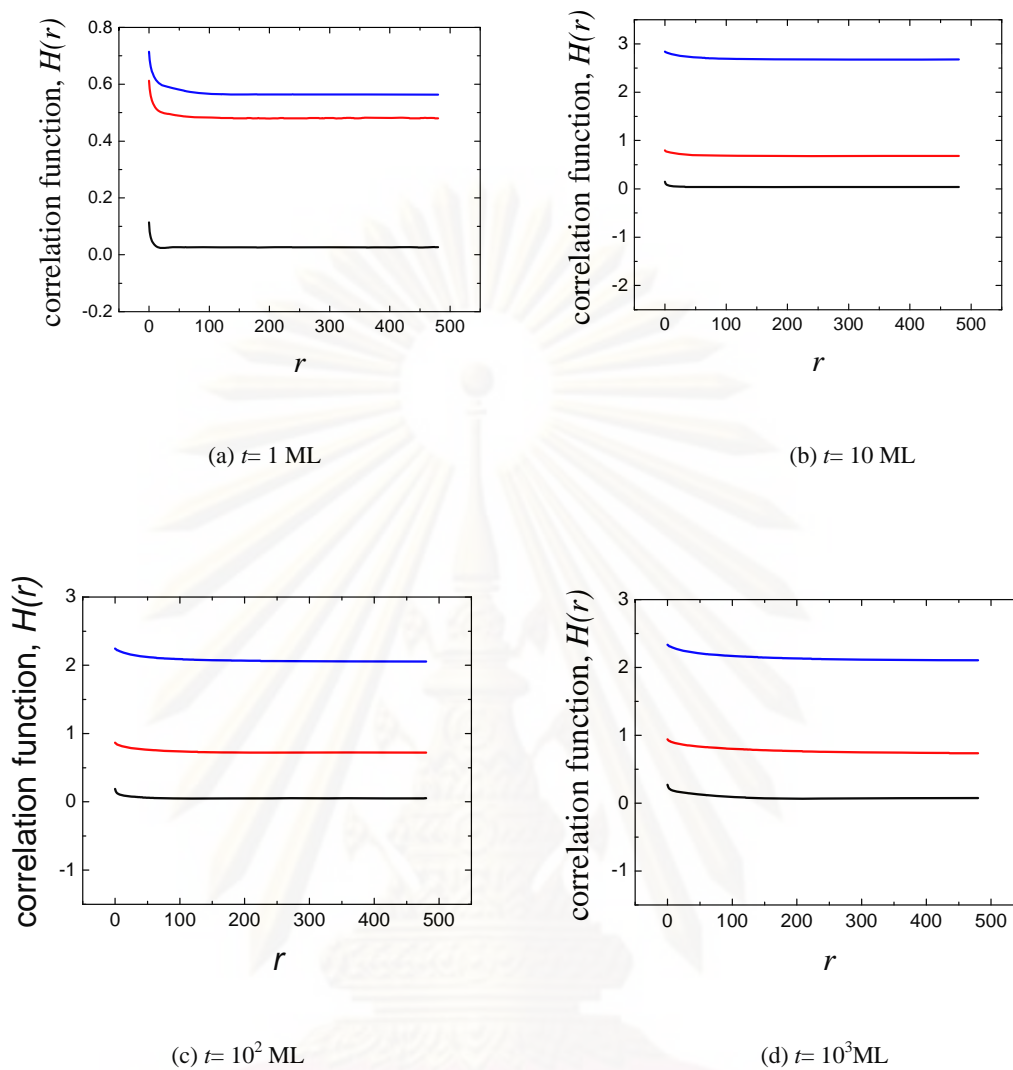 correlation function, H(r)
0.8
0.6
0.4
0.2
0.0
-0.2
0 100 200 300 400 500
r
(a) t= 1 ML
correlation function, H(r)
3
2
1
0
-1
-2
0 100 200 300 400 500
r
(b) t= 10 ML
correlation function, H(r)
3
2
1
0
-1
0 100 200 300 400 500
r
(c) t= 10² ML
correlation function, H(r)
3
2
1
0
-1
0 100 200 300 400 500
r
(d) t= 10³ML